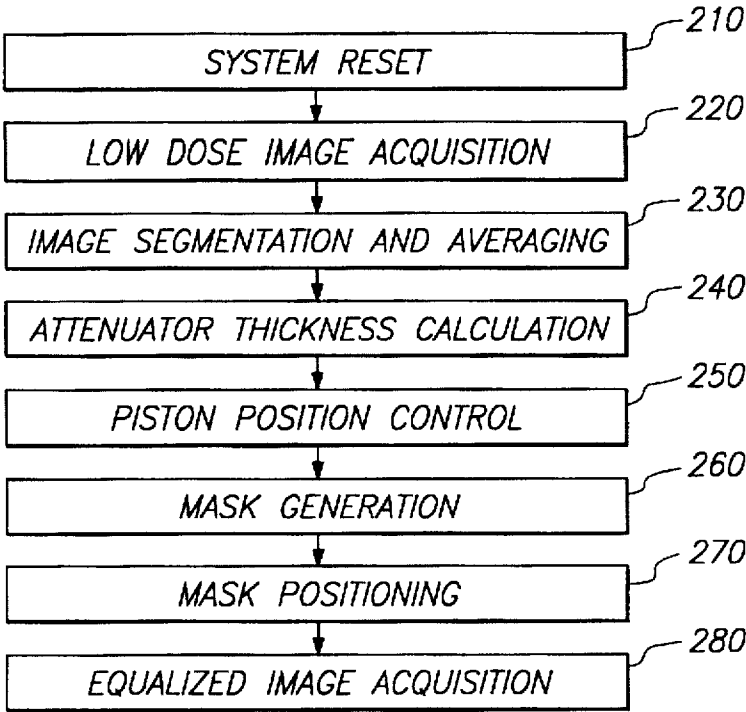 210
SYSTEM RESET
220
LOW DOSE IMAGE ACQUISITION
230
IMAGE SEGMENTATION AND AVERAGING
240
ATTENUATOR THICKNESS CALCULATION
250
PISTON POSITION CONTROL
260
MASK GENERATION
270
MASK POSITIONING
280
EQUALIZED IMAGE ACQUISITION